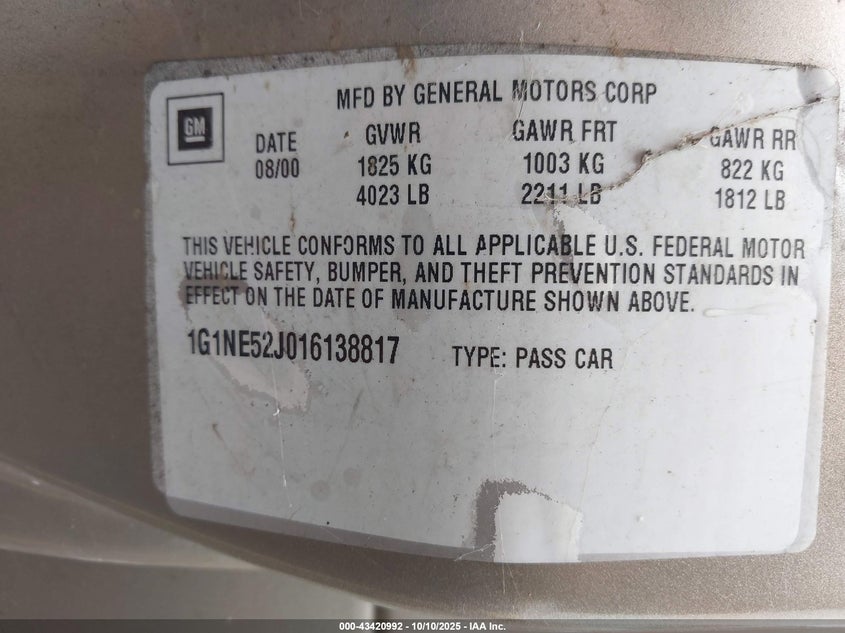 MFD BY GENERAL MOTORS CORP
GM
DATE GVWR GAWR FRT GAWR RR
08/00 1825 KG 1003 KG 822 KG
4023 LB 2211 LB 1812 LB
THIS VEHICLE CONFORMS TO ALL APPLICABLE U.S. FEDERAL MOTOR
VEHICLE SAFETY, BUMPER, AND THEFT PREVENTION STANDARDS IN
EFFECT ON THE DATE OF MANUFACTURE SHOWN ABOVE.
1G1NE52J016138817 TYPE: PASS CAR
000-43420992 - 10/10/2025 - IAA Inc.